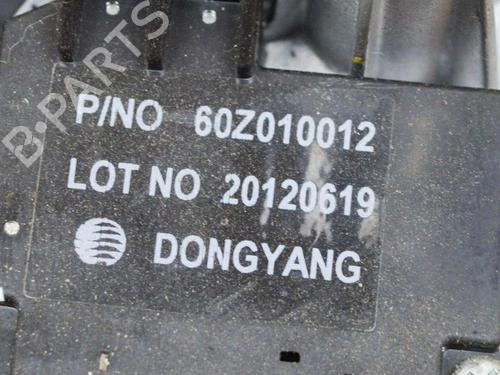 B-PARTS
P/NO 60Z010012
LOT NO 20120619
DONGYANG